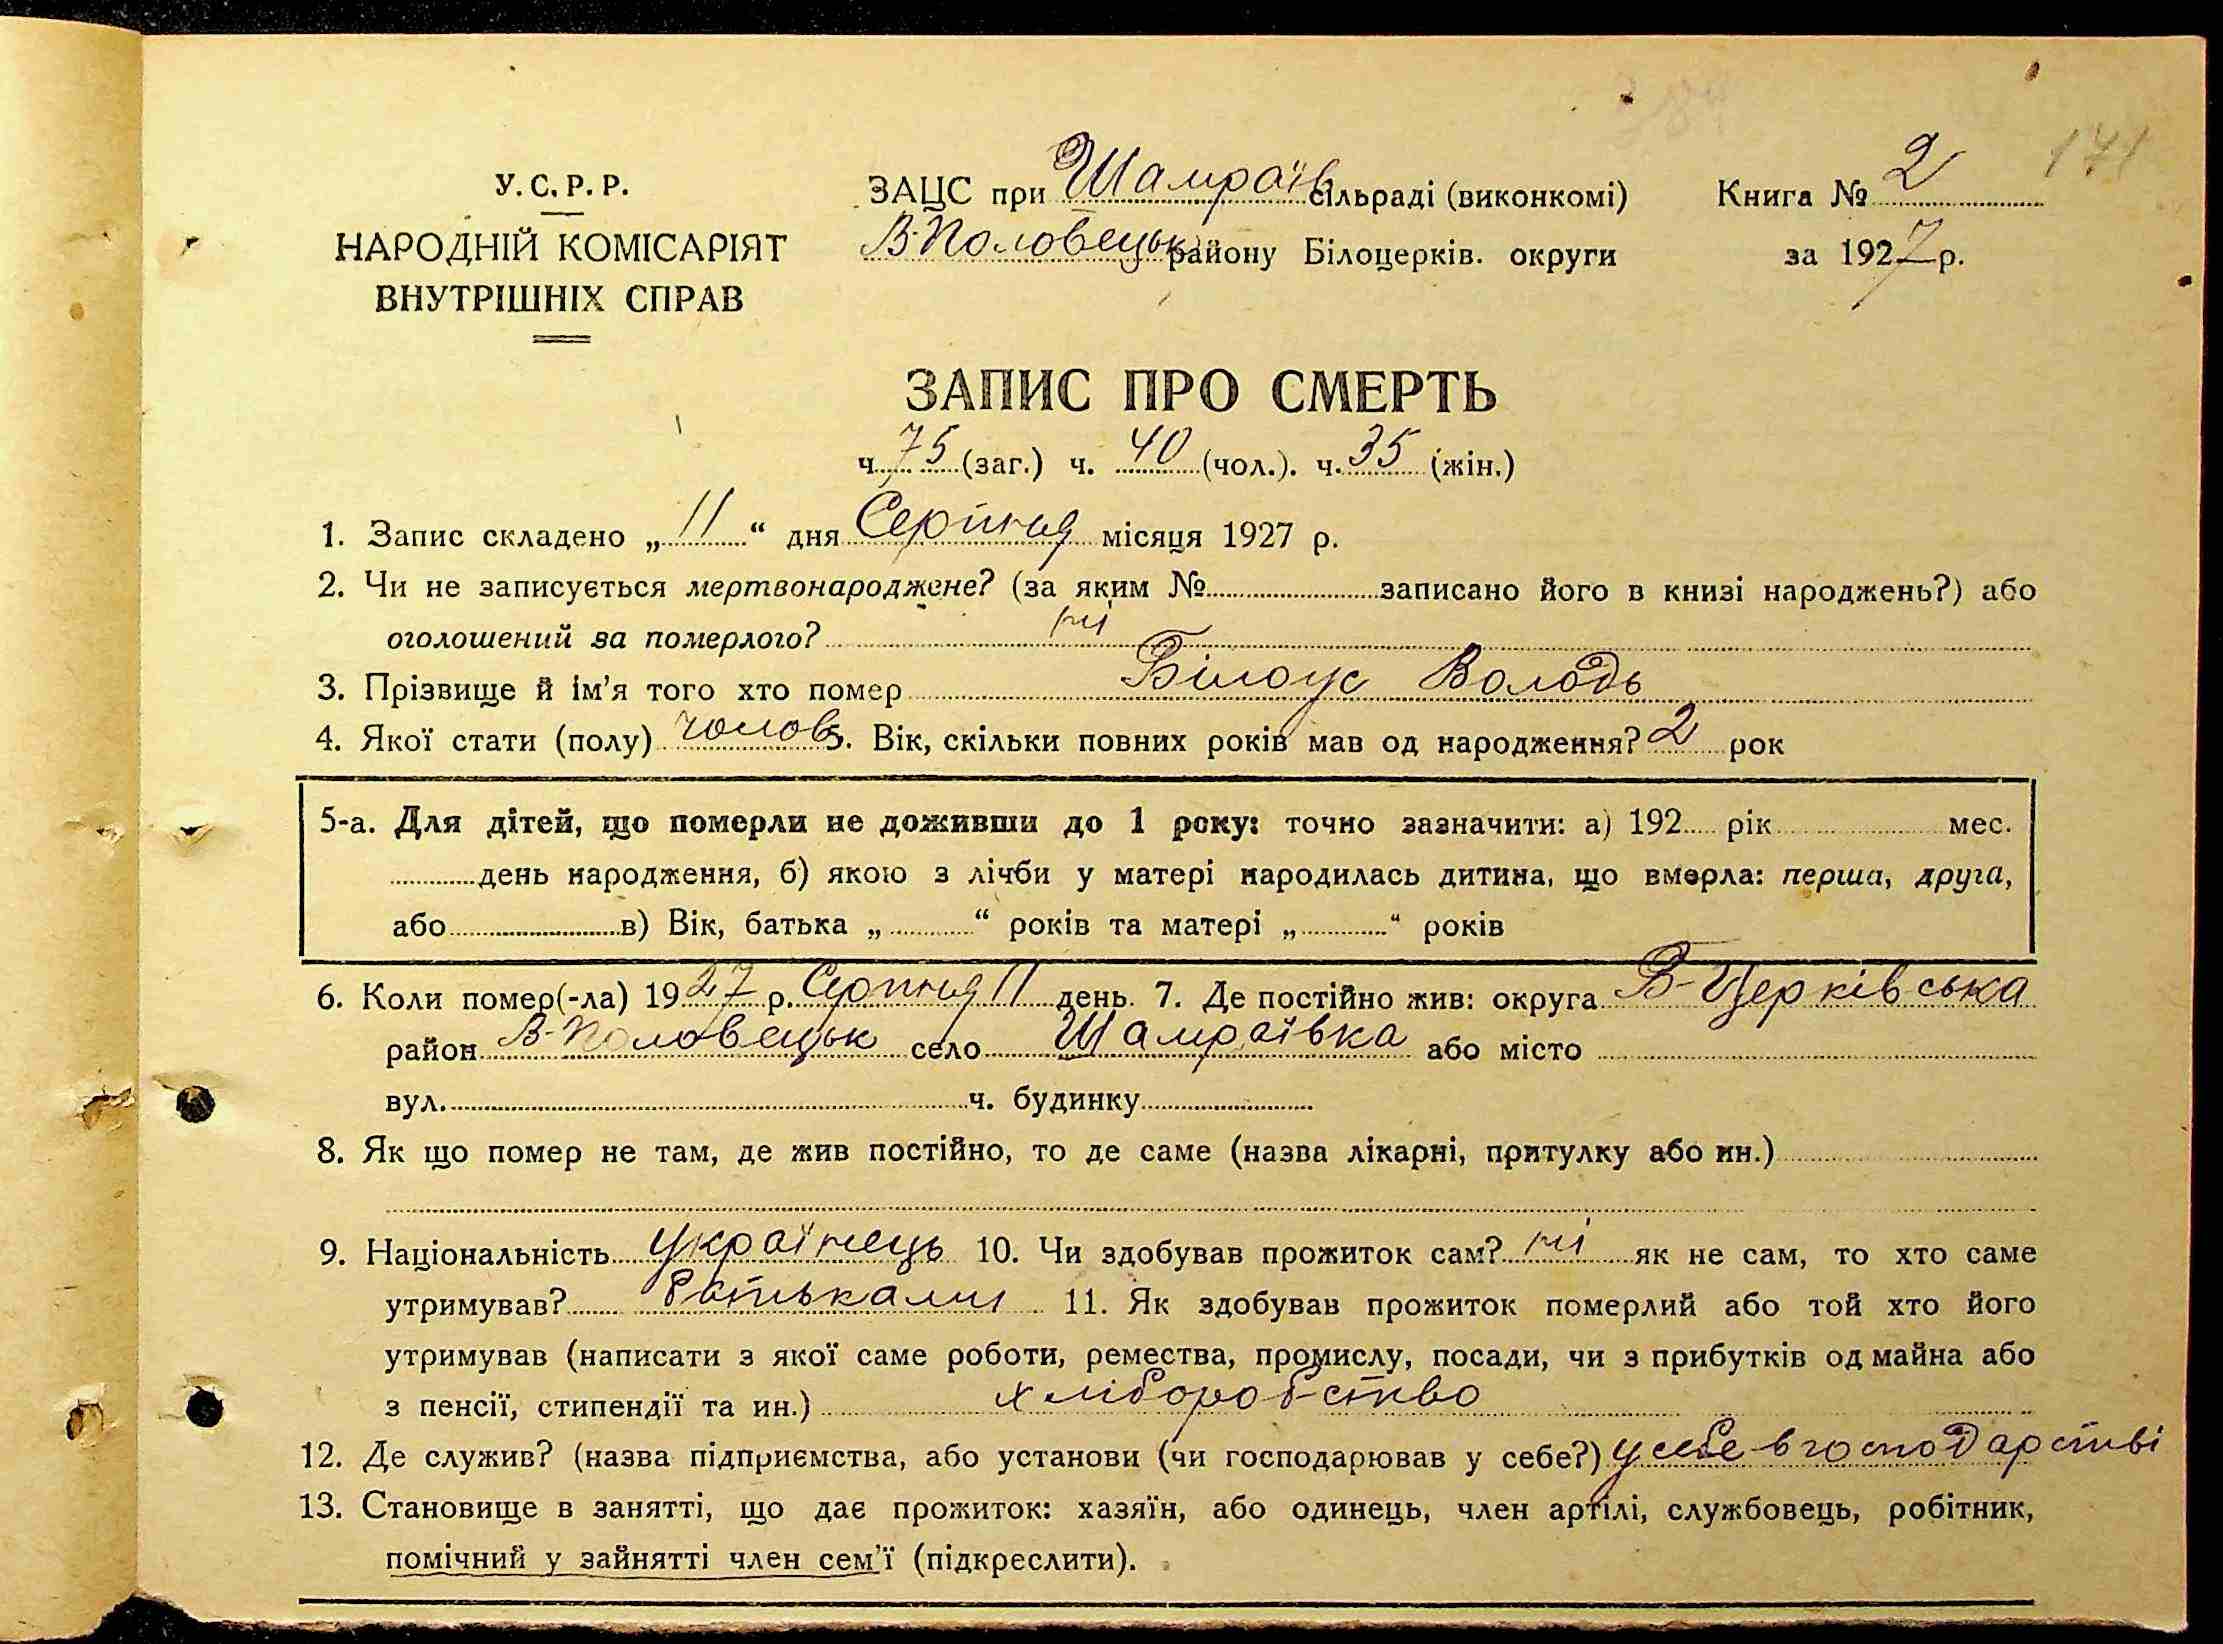 171
У. С. Р. Р.
НАРОДНІЙ КОМІСАРІЯТ
ВНУТРІШНІХ СПРАВ
ЗАЦС при Шамраїв сільраді (виконкомі)
В-Половецьк району Білоцерків. округи
Книга № 2
за 1927 р.
ЗАПИС ПРО СМЕРТЬ
ч. 75 (заг.) ч. 40 (чол.). ч. 35 (жін.)
1. Запис складено „11“ дня Серпня місяця 1927 р.
2. Чи не записується мертвонароджене? (за яким № записано його в книзі народжень?) або
оголошений за померлого? ні
3. Прізвище й ім’я того хто помер Білоус Володь
4. Якої стати (полу) чолов 5. Вік, скільки повних років мав од народження? 2 рок
5-а. Для дітей, що померли не доживши до 1 року: точно зазначити: а) 192 рік мес.
день народження, б) якою з лічби у матері народилась дитина, що вмерла: перша, друга,
або в) Вік, батька „ “ років та матері „ “ років
6. Коли помер(-ла) 1927 р. Серпня 11 день. 7. Де постійно жив: округа Б-Церківська
район В-Половецьк село Шамраївка або місто
вул. ч. будинку
8. Як що помер не там, де жив постійно, то де саме (назва лікарні, притулку або ин.)
9. Національність українець 10. Чи здобував прожиток сам? ні як не сам, то хто саме
утримував? батьками 11. Як здобував прожиток померлий або той хто його
утримував (написати з якої саме роботи, ремества, промислу, посади, чи з прибутків од майна або
з пенсії, стипендії та ин.) хліборобство
12. Де служив? (назва підприємства, або установи (чи господарював у себе?) у себе в господарстві
13. Становище в занятті, що дає прожиток: хазяїн, або одинець, член артілі, службовець, робітник,
помічний у зайнятті член сем’ї (підкреслити).